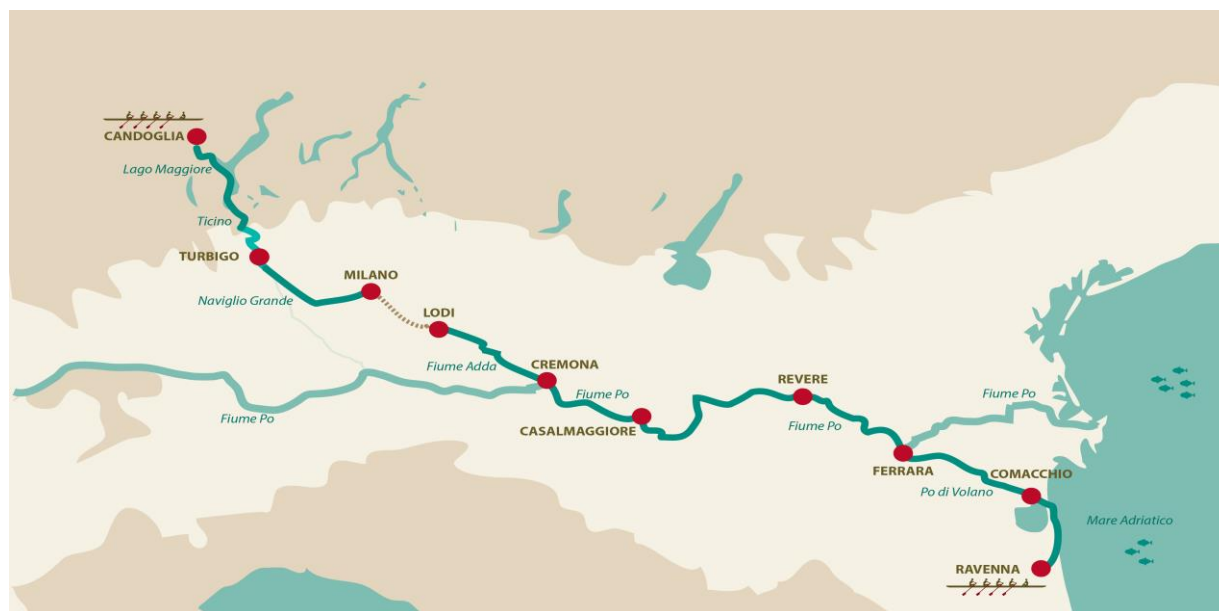 CANDOGLIA
Lago Maggiore
Ticino
TURBIGO
MILANO
Naviglio Grande
LODI
Fiume Adda
CREMONA
Fiume Po
Fiume Po
CASALMAGGIORE
REVERE
Fiume Po
Fiume Po
FERRARA
COMACCHIO
Po di Volano
Mare Adriatico
RAVENNA